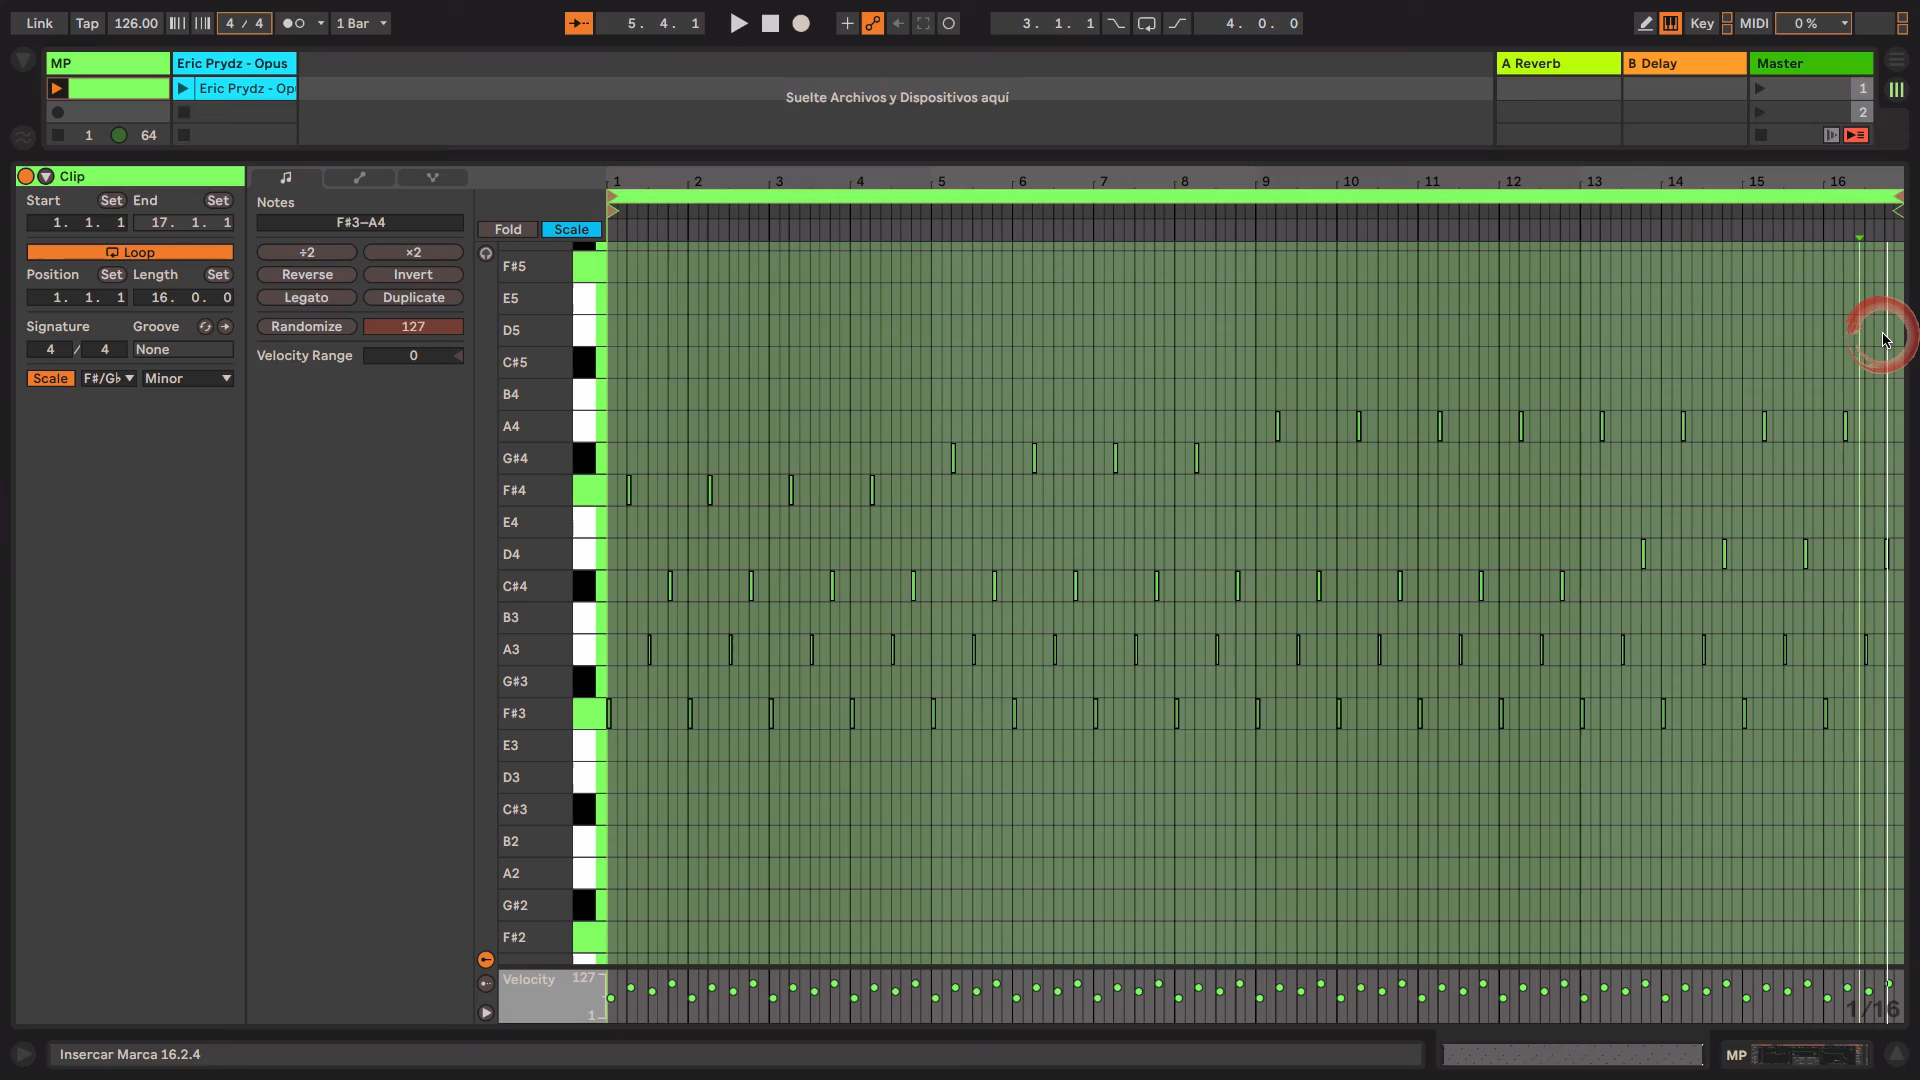 Link Tap 126.00 4 / 4 1 Bar 5. 4. 1 3. 1. 1 4. 0. 0 Key MIDI 0 %
MP Eric Prydz - Opus A Reverb B Delay Master
Eric Prydz - Op 1
Suelte Archivos y Dispositivos aquí
2
1 64
Clip
Start Set End Set
1. 1. 1 17. 1. 1
Loop
Position Set Length Set
1. 1. 1 16. 0. 0
Signature Groove
4 / 4 None
Scale F#/G♭ Minor
Notes
F#3–A4
÷2 ×2
Reverse Invert
Legato Duplicate
Randomize 127
Velocity Range 0
1 2 3 4 5 6 7 8 9 10 11 12 13 14 15 16
Fold Scale
F#5
E5
D5
C#5
B4
A4
G#4
F#4
E4
D4
C#4
B3
A3
G#3
F#3
E3
D3
C#3
B2
A2
G#2
F#2
Velocity 127
1
1/16
Insercar Marca 16.2.4 MP